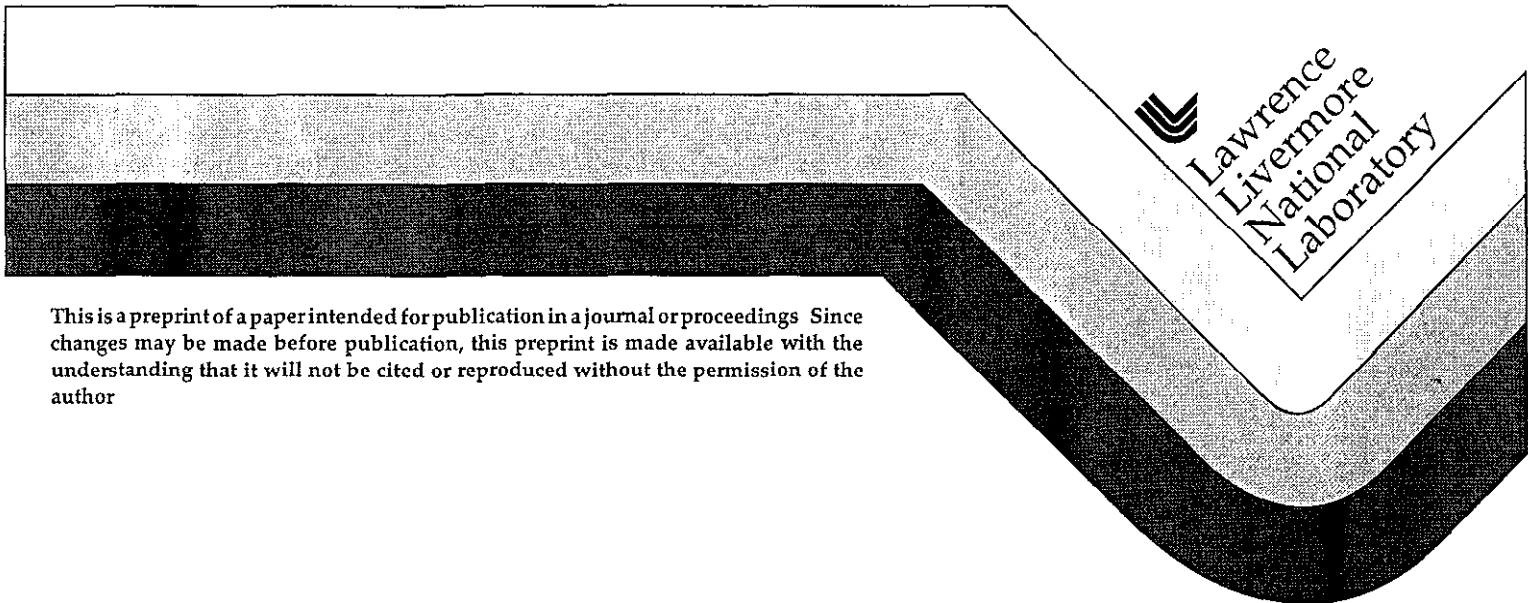 Lawrence
Livermore
National
Laboratory
This is a preprint of a paper intended for publication in a journal or proceedings Since
changes may be made before publication, this preprint is made available with the
understanding that it will not be cited or reproduced without the permission of the
author